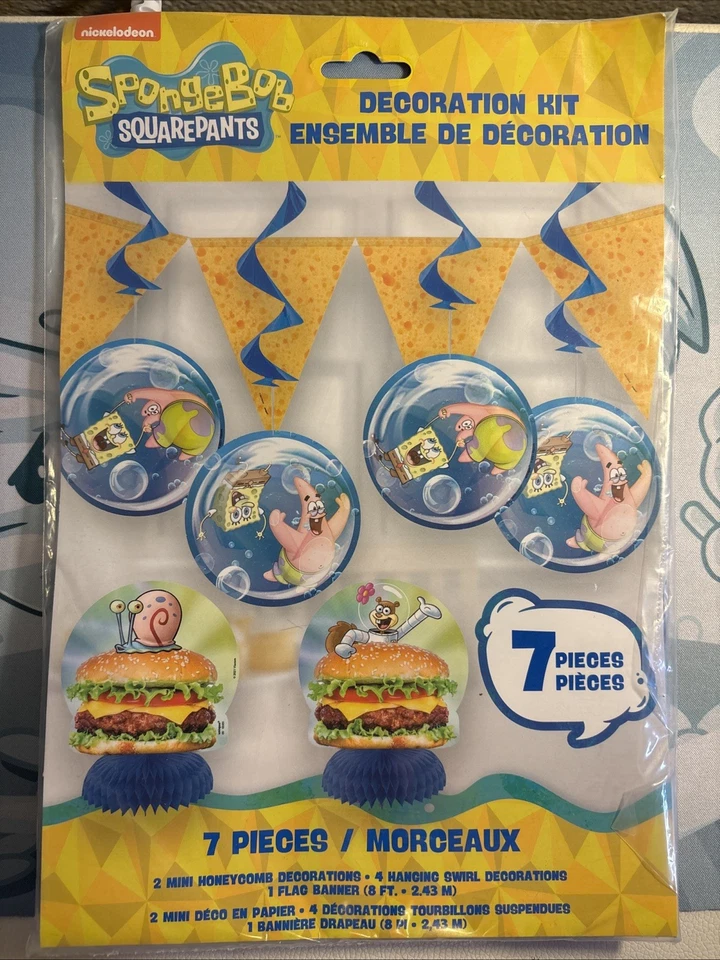 nickelodeon
SpongeBob
SQUAREPANTS
DECORATION KIT
ENSEMBLE DE DÉCORATION
7 PIECES
PIÈCES
7 PIECES / MORCEAUX
2 MINI HONEYCOMB DECORATIONS • 4 HANGING SWIRL DECORATIONS
1 FLAG BANNER (8 FT. • 2.43 M)
2 MINI DÉCO EN PAPIER • 4 DÉCORATIONS TOURBILLONS SUSPENDUES
1 BANNIÈRE DRAPEAU (8 PI • 2,43 M)